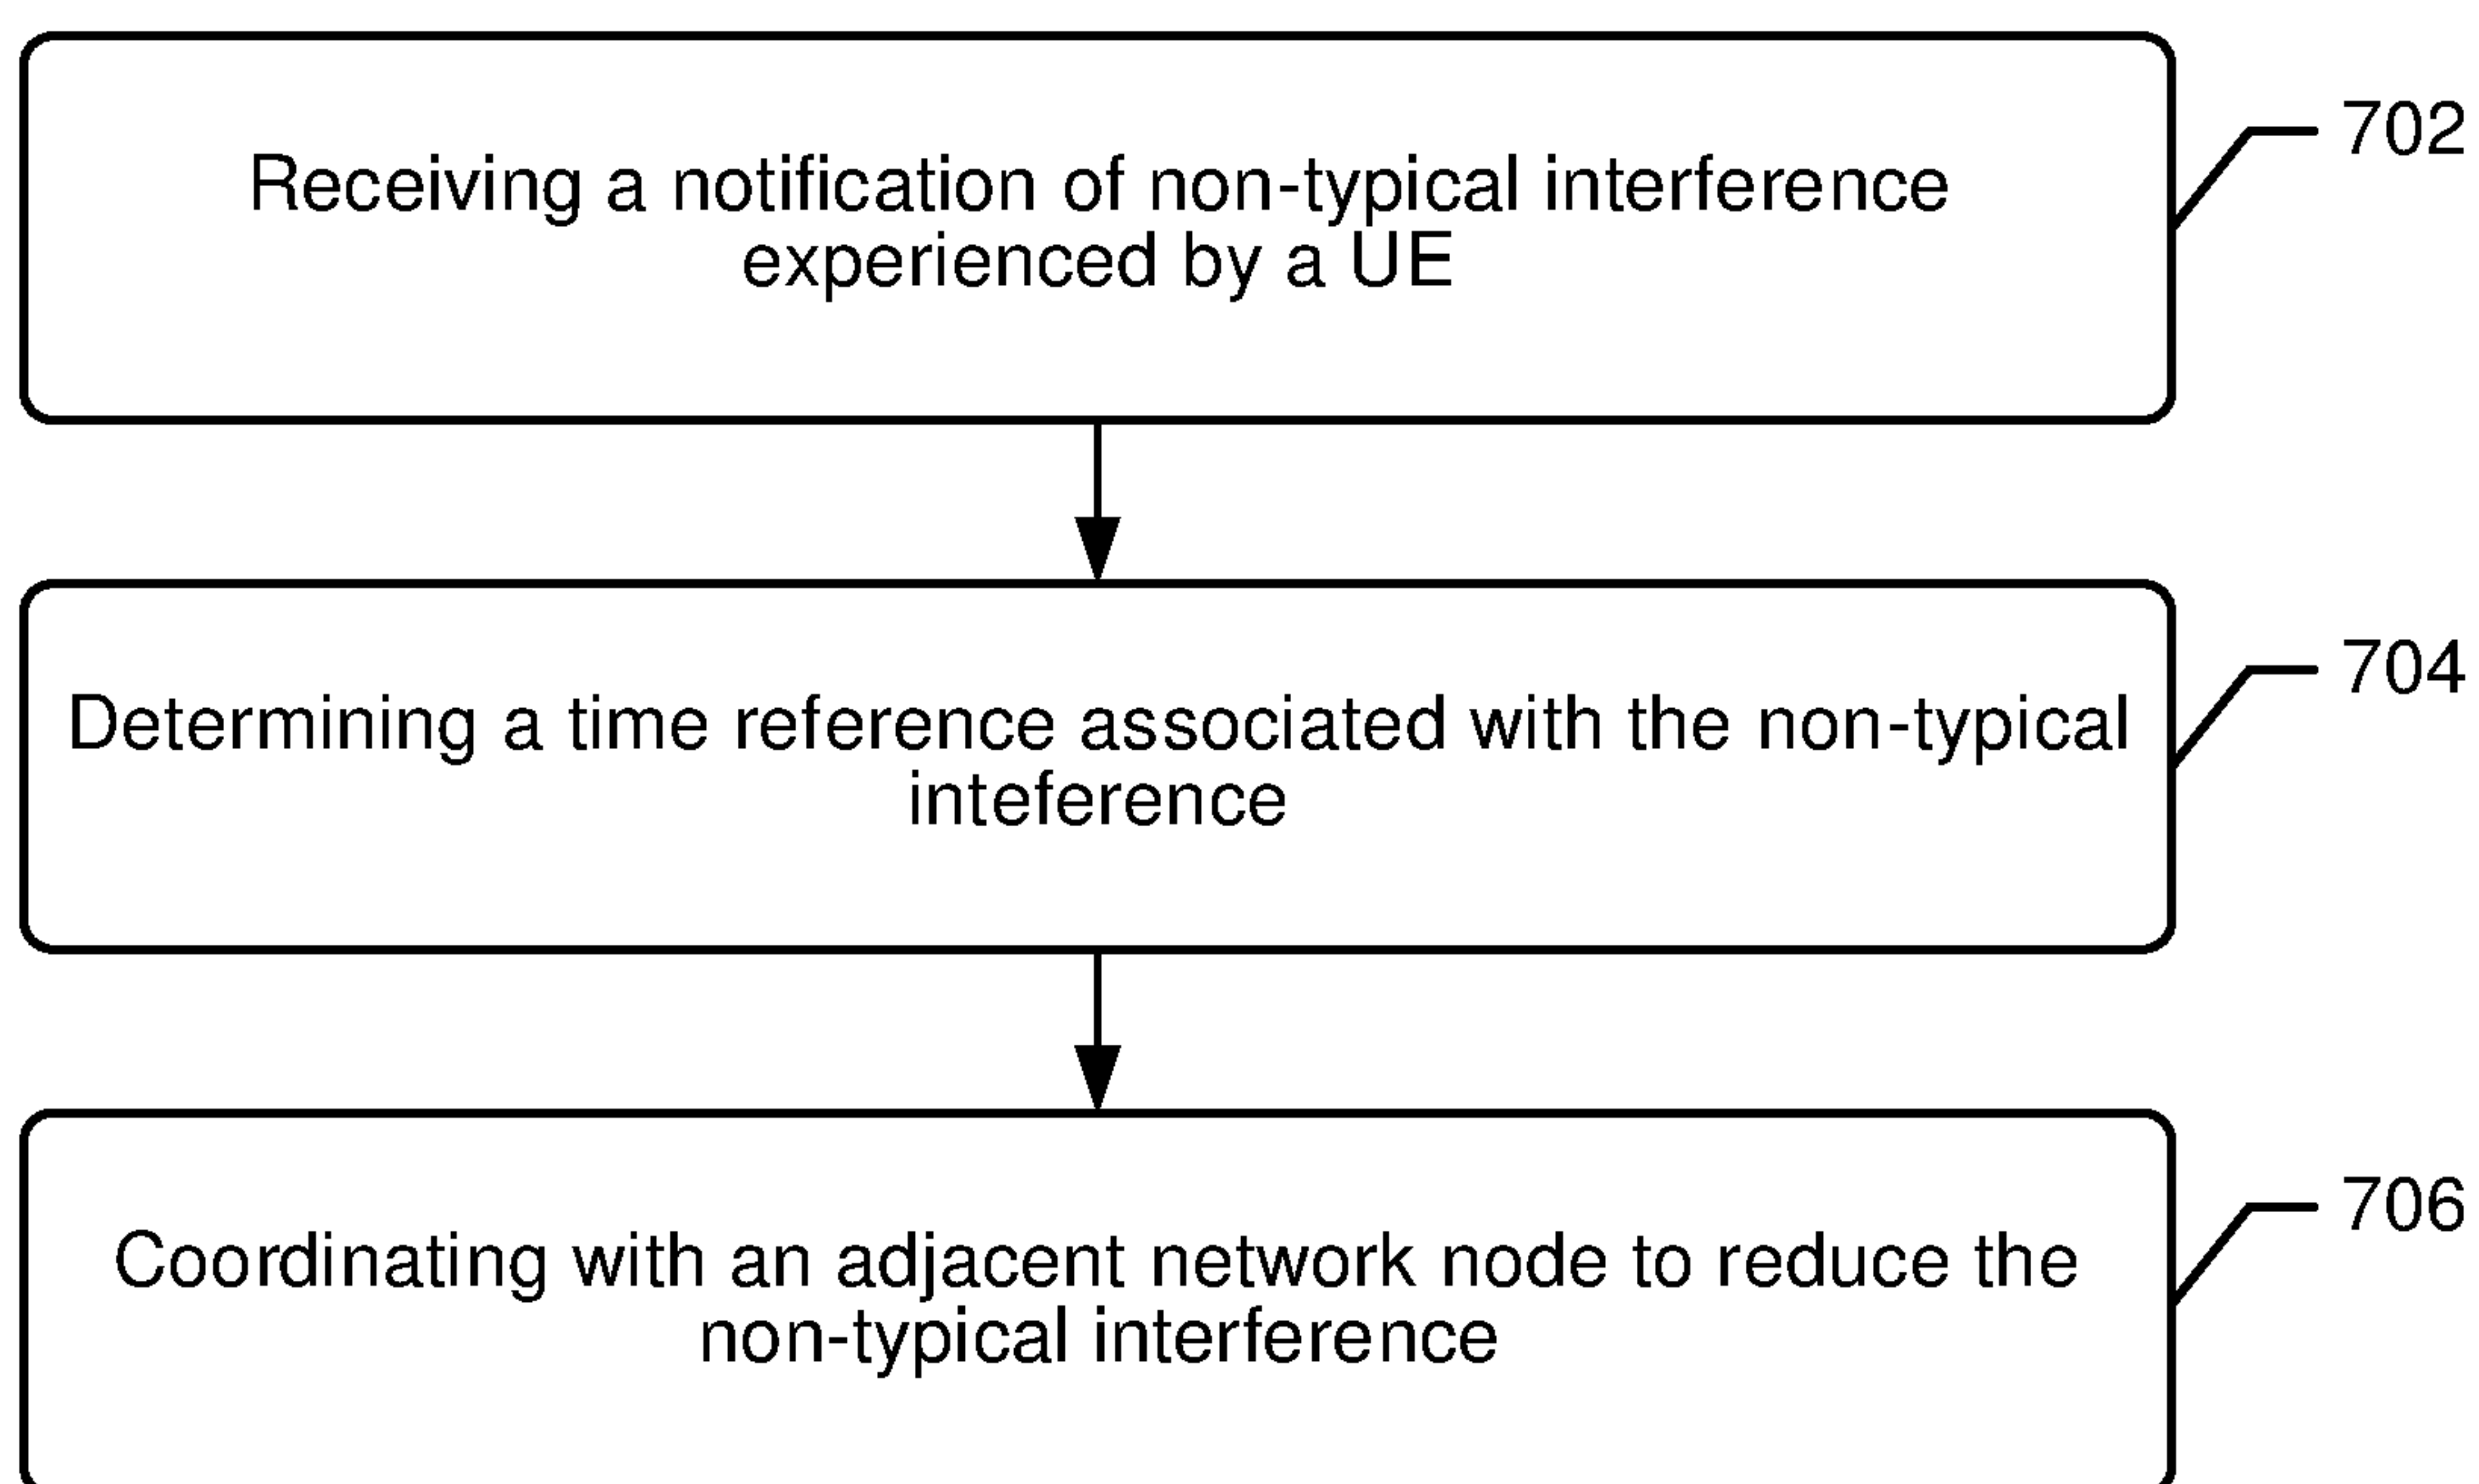 Receiving a notification of non-typical interference
experienced by a UE
702
Determining a time reference associated with the non-typical
inteference
704
Coordinating with an adjacent network node to reduce the
non-typical interference
706